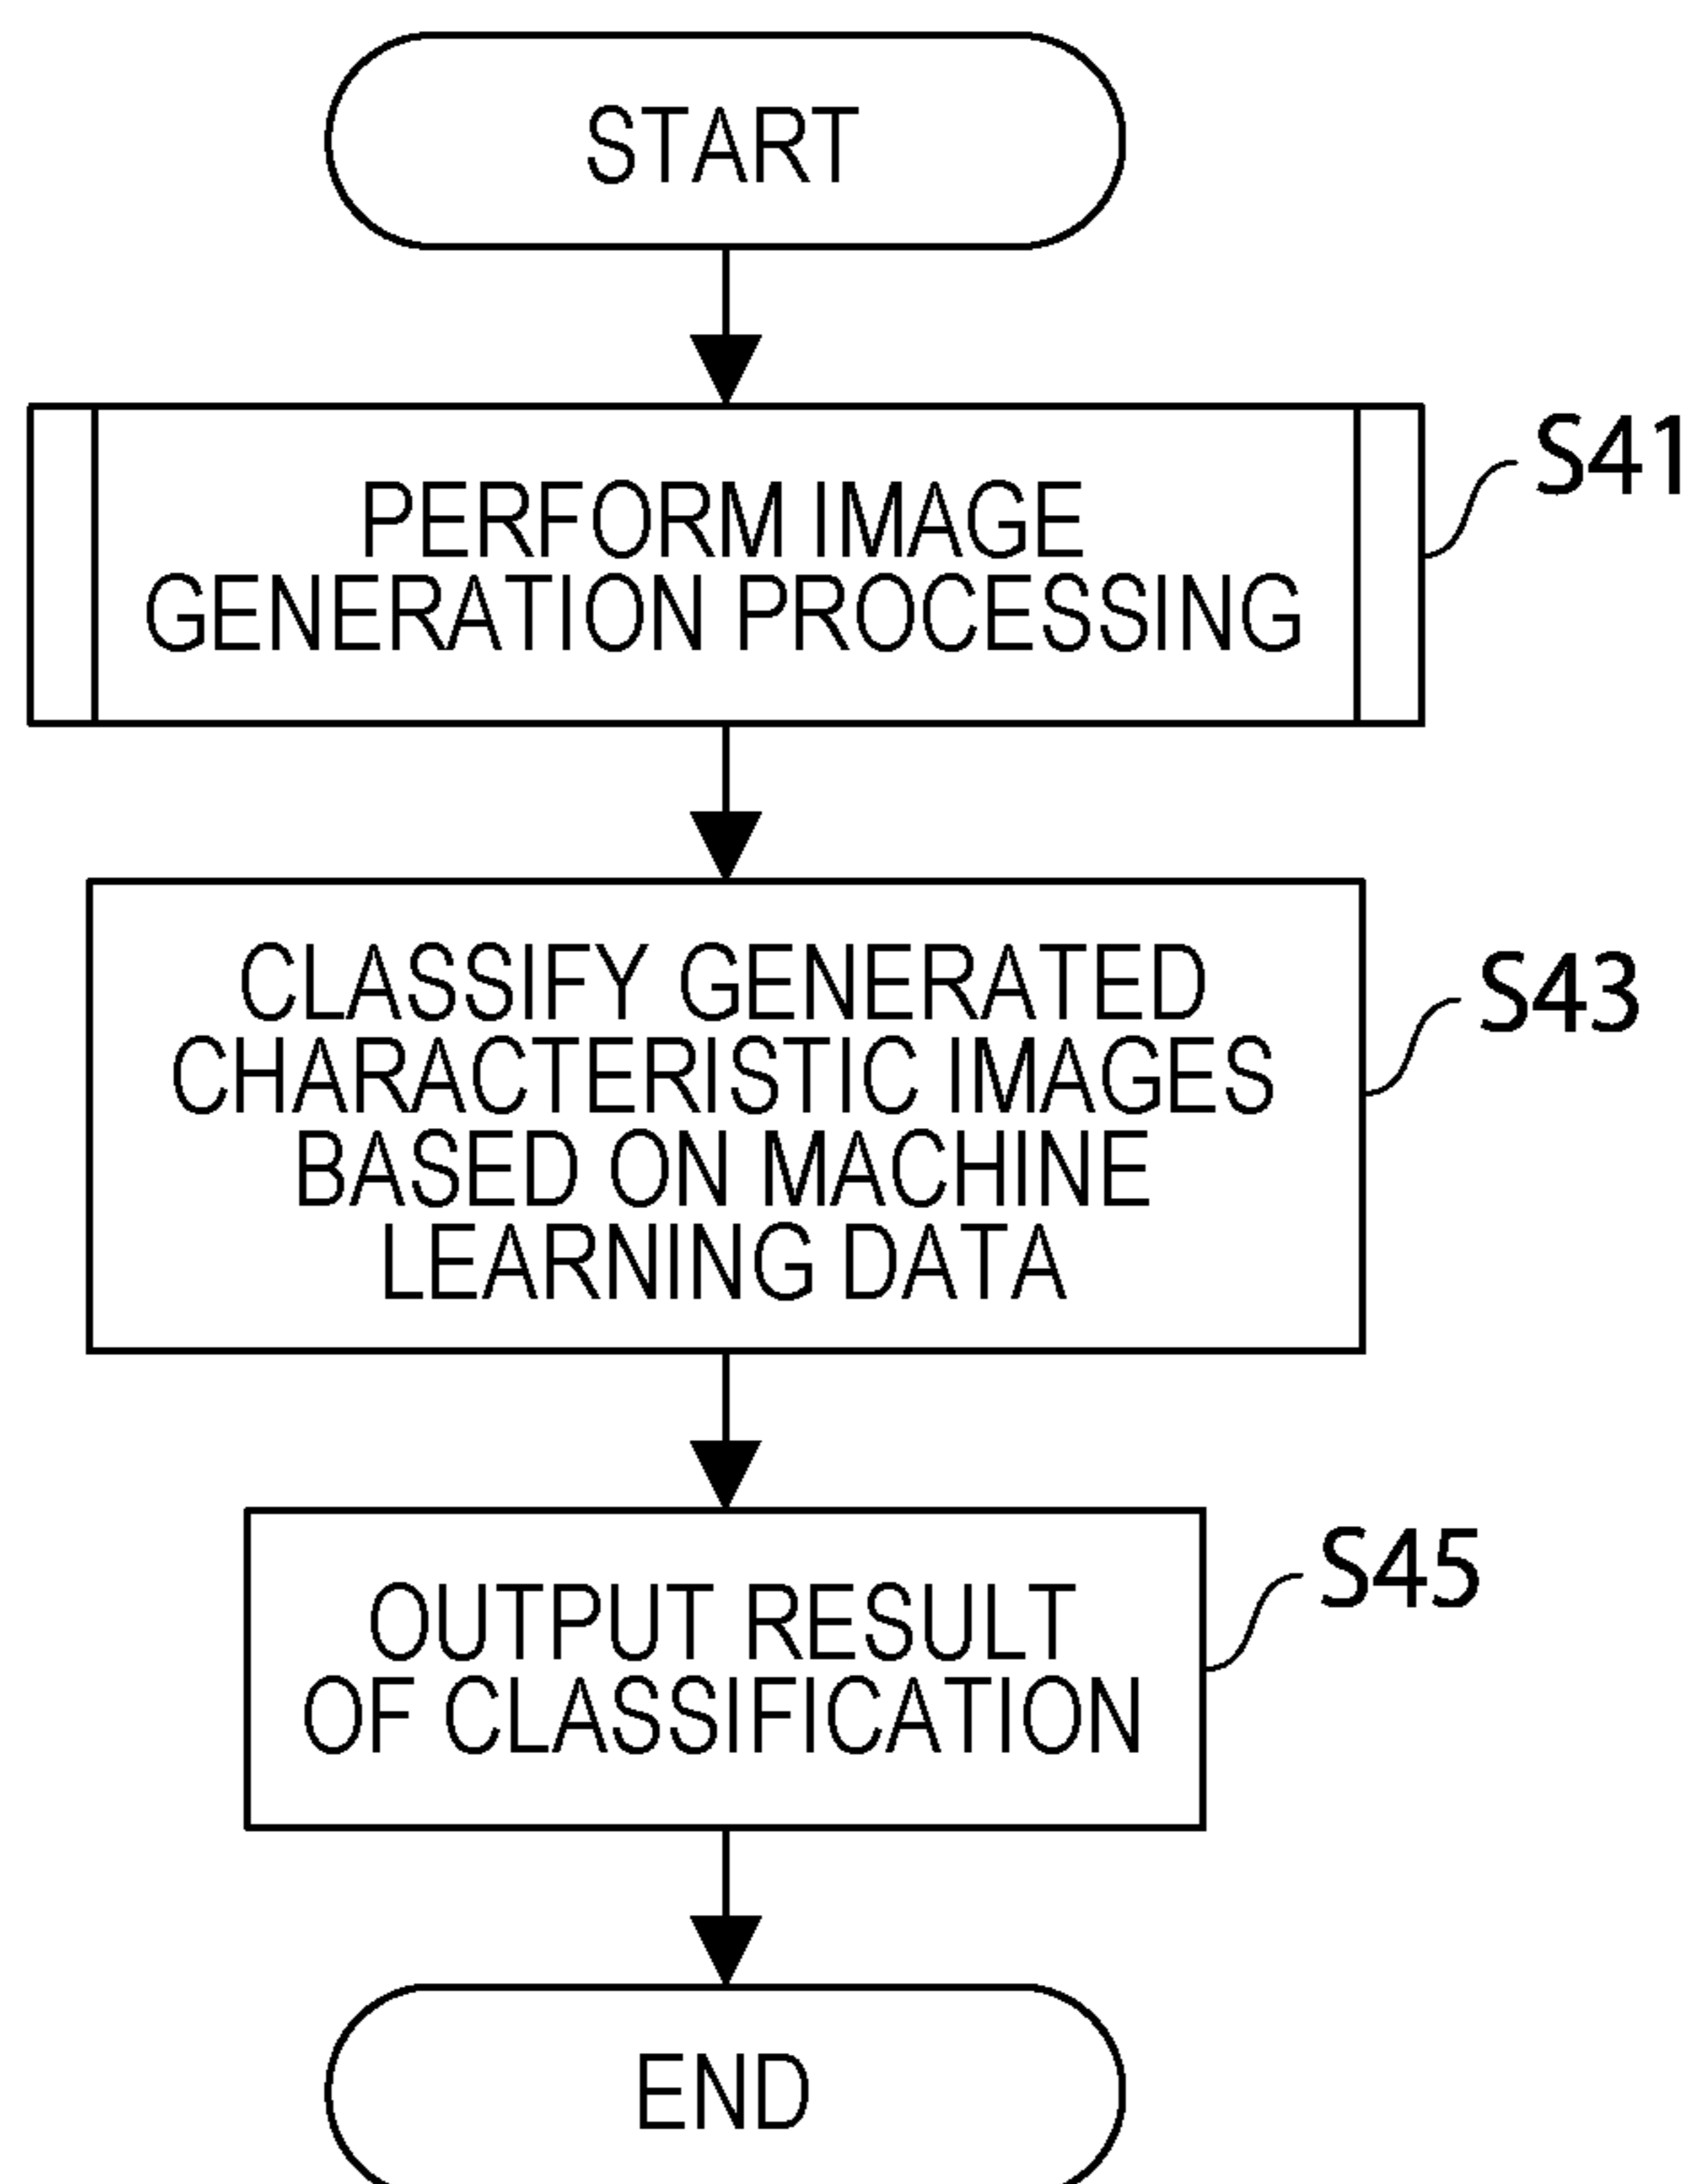 START
PERFORM IMAGE
GENERATION PROCESSING
S41
CLASSIFY GENERATED
CHARACTERISTIC IMAGES
BASED ON MACHINE
LEARNING DATA
S43
OUTPUT RESULT
OF CLASSIFICATION
S45
END